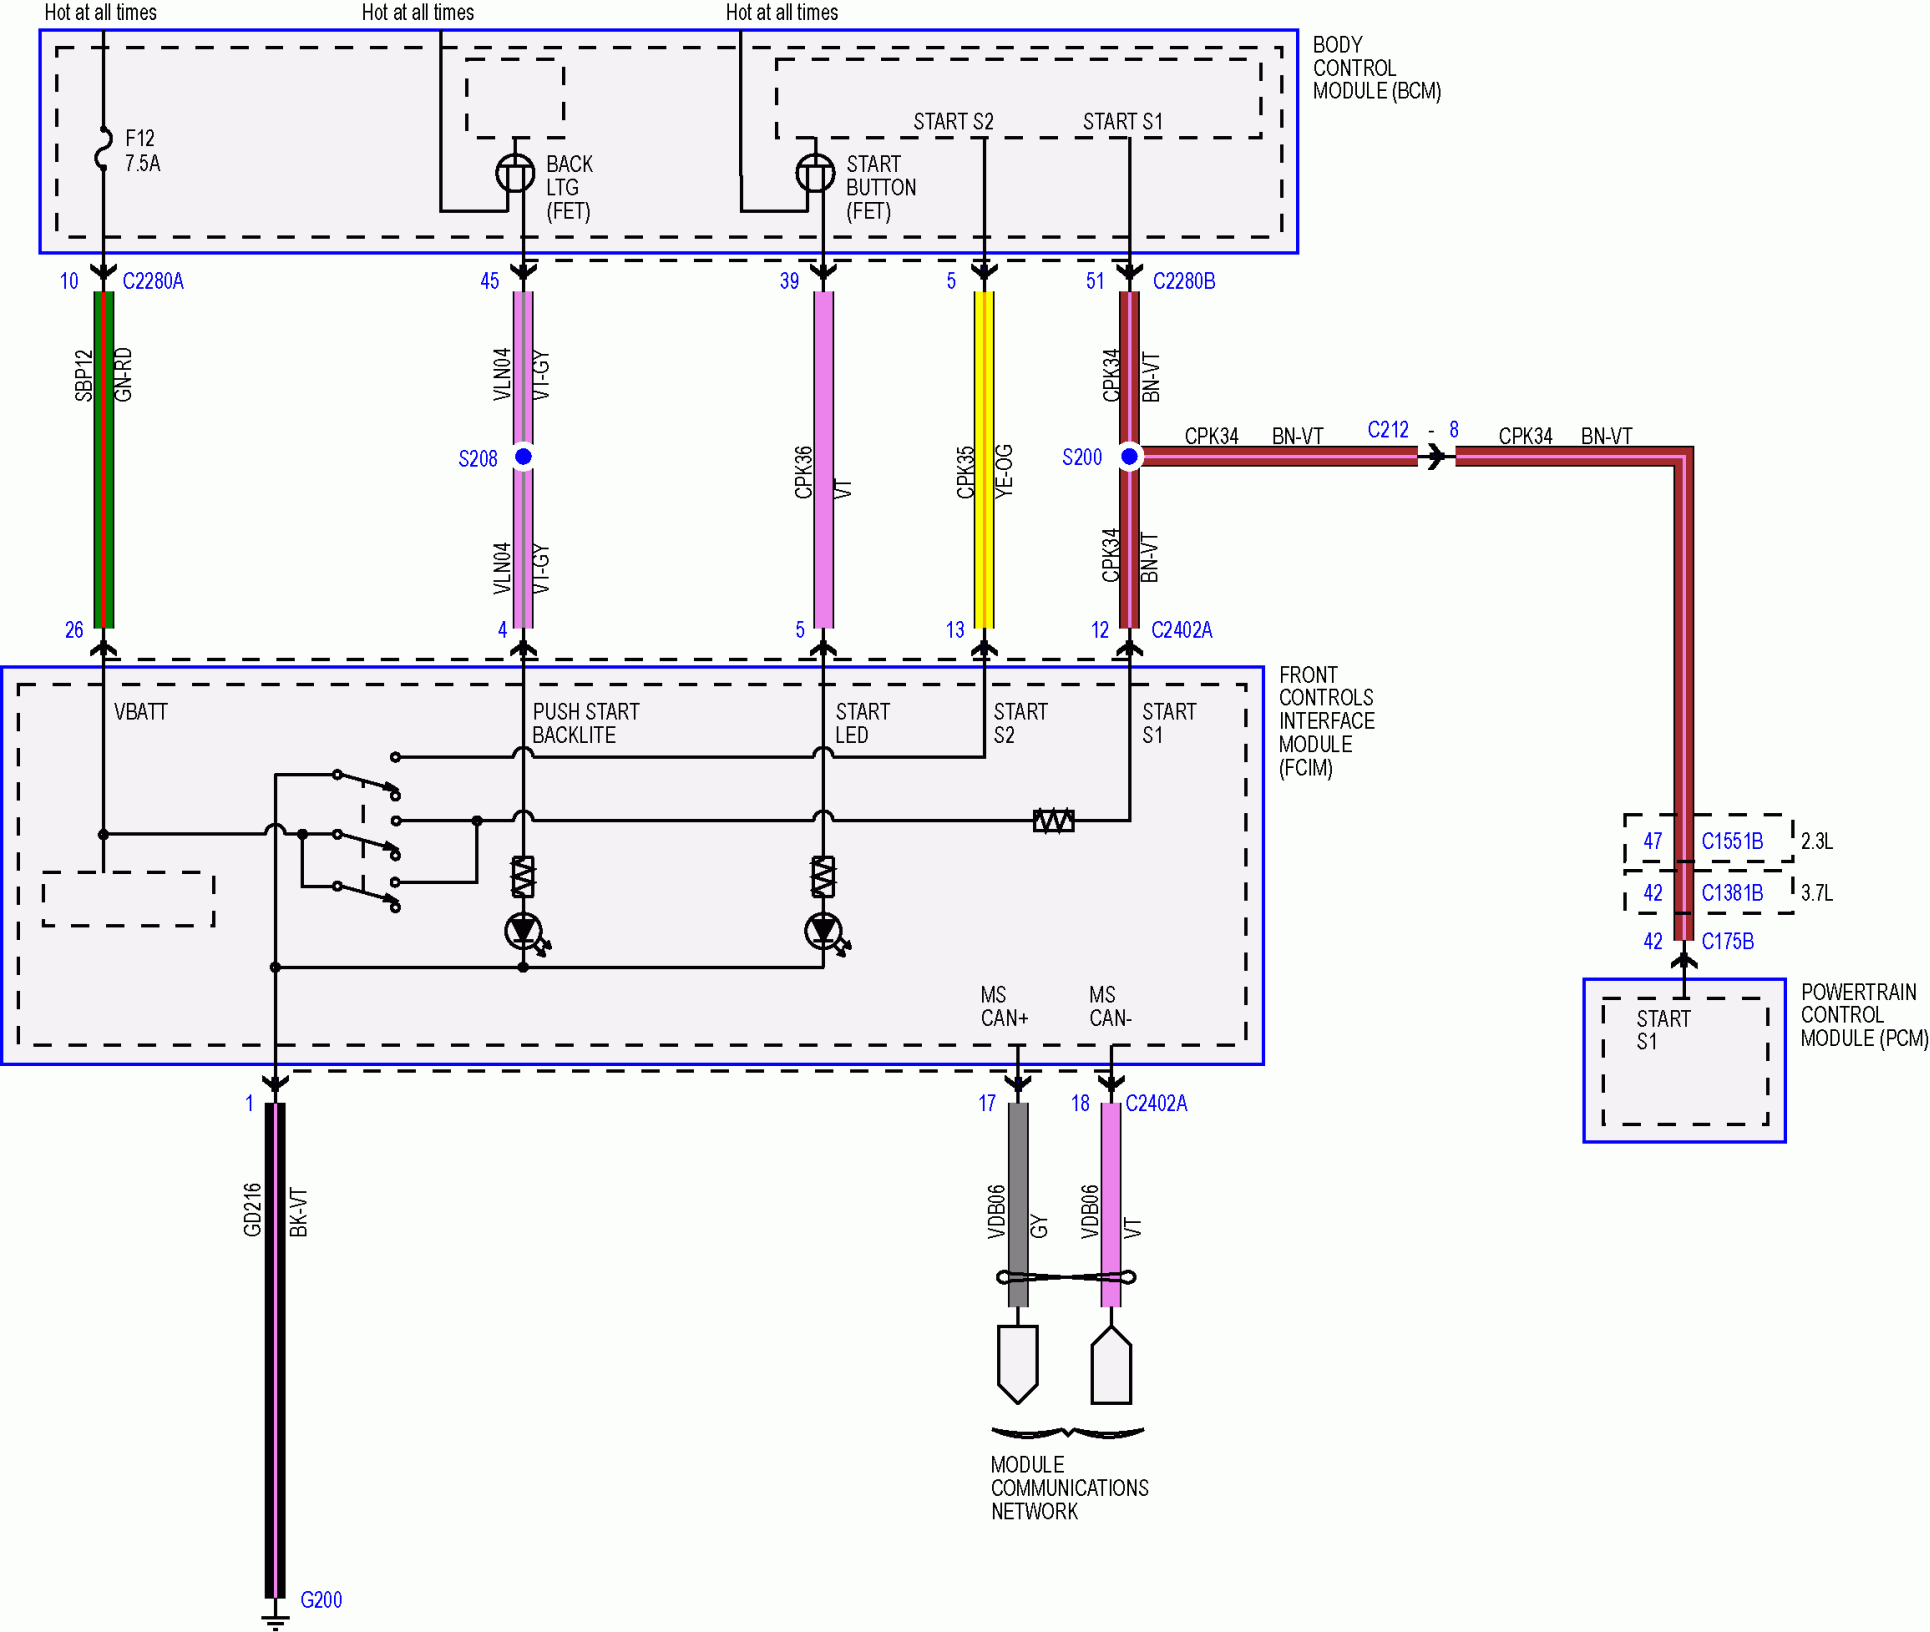 Hot at all times
Hot at all times
Hot at all times
BODY
CONTROL
MODULE (BCM)
START S2
START S1
F12
7.5A
BACK
LTG
(FET)
START
BUTTON
(FET)
10
C2280A
45
39
5
51
C2280B
SBP12
GN-RD
VLN04
VT-GY
CPK34
BN-VT
S208
CPK36
VT
CPK35
YE-OG
S200
CPK34
BN-VT
C212
-
8
CPK34
BN-VT
VLN04
VT-GY
CPK34
BN-VT
26
4
5
13
12
C2402A
FRONT
CONTROLS
INTERFACE
MODULE
(FCIM)
VBATT
PUSH START
BACKLITE
START
LED
START
S2
START
S1
47
C1551B
2.3L
42
C1381B
3.7L
42
C175B
MS
CAN+
MS
CAN-
POWERTRAIN
CONTROL
MODULE (PCM)
START
S1
1
17
18
C2402A
GD216
BK-VT
VDB06
GY
VDB06
VT
MODULE
COMMUNICATIONS
NETWORK
G200